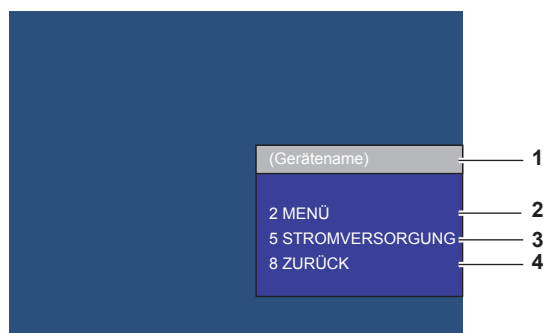 (Gerätename) 1
2 MENÜ 2
5 STROMVERSORGUNG 3
8 ZURÜCK 4